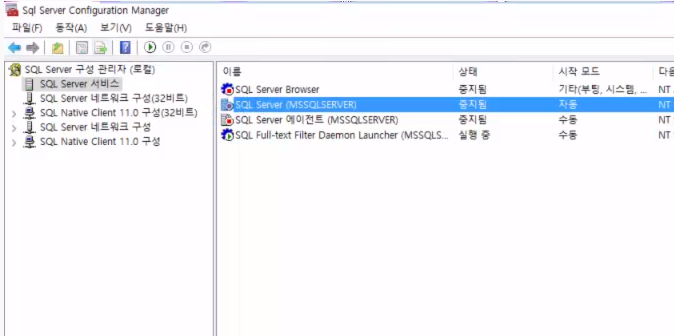 Sql Server Configuration Manager
파일(F) 동작(A) 보기(V) 도움말(H)
SQL Server 구성 관리자 (로컬)
SQL Server 서비스
SQL Server 네트워크 구성(32비트)
SQL Native Client 11.0 구성(32비트)
SQL Server 네트워크 구성
SQL Native Client 11.0 구성
이름 상태 시작 모드 다음
SQL Server Browser 중지됨 기타(부팅, 시스템, ... NT
SQL Server (MSSQLSERVER) 중지됨 자동 NT
SQL Server 에이전트 (MSSQLSERVER) 중지됨 수동 NT
SQL Full-text Filter Daemon Launcher (MSSQLS... 실행 중 수동 NT